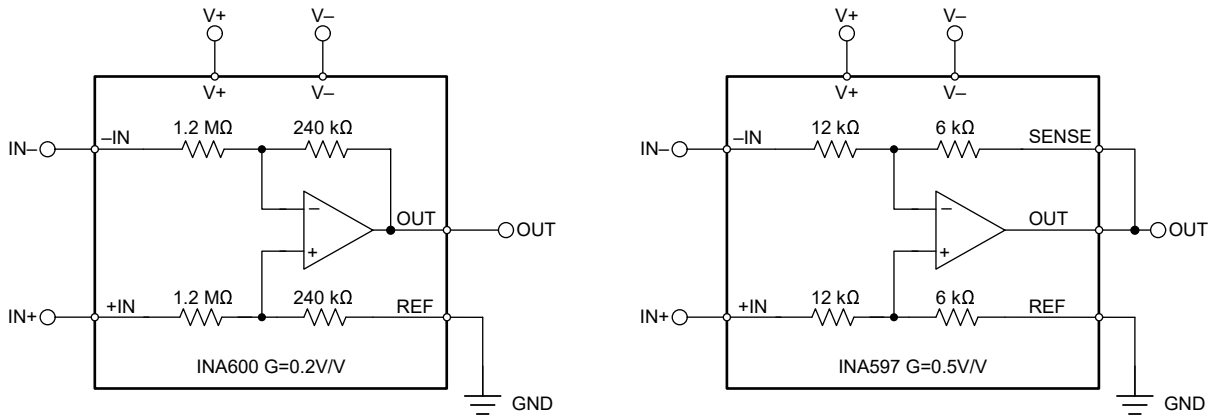 V+ V–
V+ V–
IN– –IN 1.2 MΩ 240 kΩ
–
OUT OUT
+
IN+ +IN 1.2 MΩ 240 kΩ REF
INA600 G=0.2V/V
GND
V+ V–
V+ V–
IN– –IN 12 kΩ 6 kΩ SENSE
–
OUT OUT
+
IN+ +IN 12 kΩ 6 kΩ REF
INA597 G=0.5V/V
GND